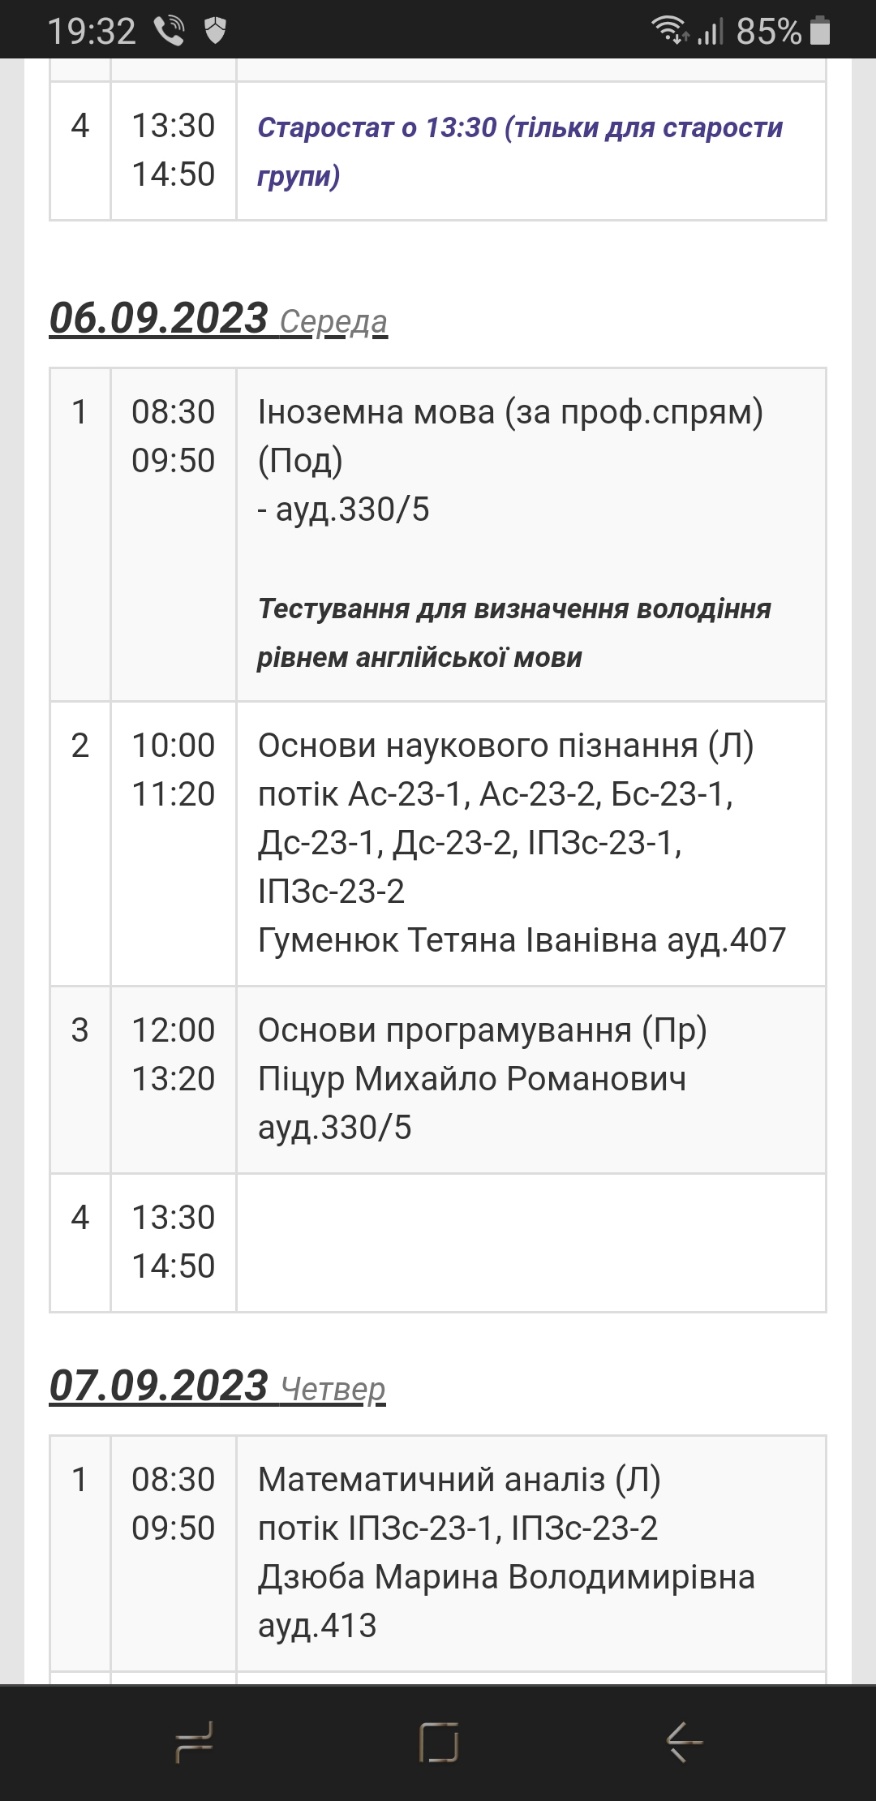 19:32 85%
4 13:30 Старостат о 13:30 (тільки для старости
14:50 групи)
06.09.2023 Середа
1 08:30 Іноземна мова (за проф.спрям)
09:50 (Под)
- ауд.330/5
Тестування для визначення володіння
рівнем англійської мови
2 10:00 Основи наукового пізнання (Л)
11:20 потік Ас-23-1, Ас-23-2, Бс-23-1,
Дс-23-1, Дс-23-2, ІПЗс-23-1,
ІПЗс-23-2
Гуменюк Тетяна Іванівна ауд.407
3 12:00 Основи програмування (Пр)
13:20 Піцур Михайло Романович
ауд.330/5
4 13:30
14:50
07.09.2023 Четвер
1 08:30 Математичний аналіз (Л)
09:50 потік ІПЗс-23-1, ІПЗс-23-2
Дзюба Марина Володимирівна
ауд.413